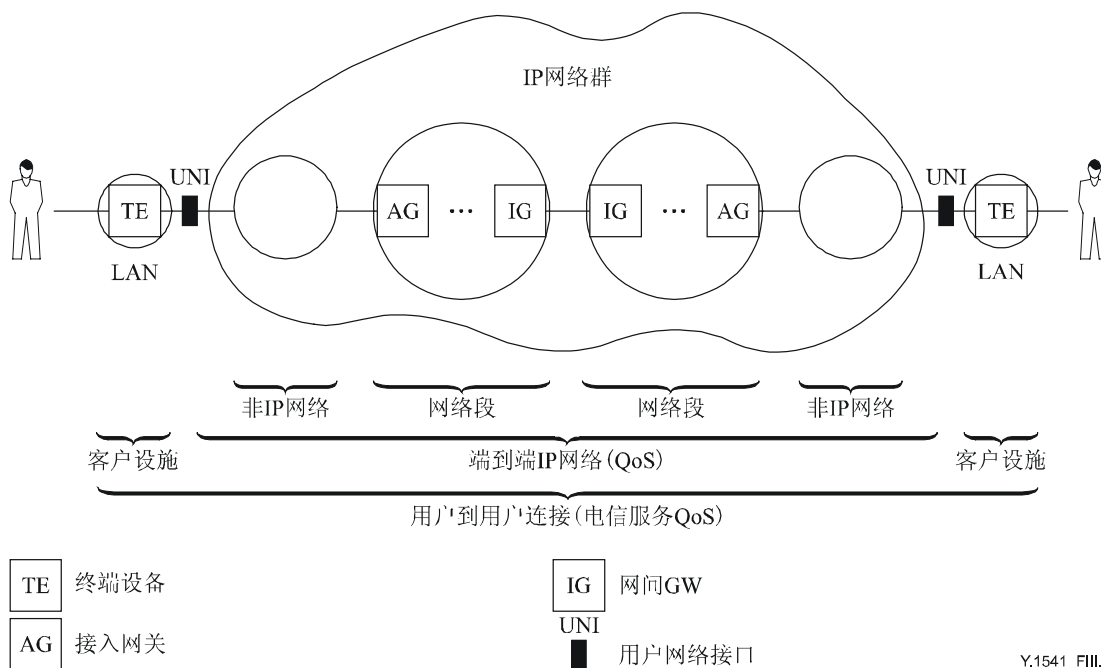 IP网络群
UNI
UNI
TE
AG
…
IG
IG
…
AG
TE
LAN
LAN
非IP网络
网络段
网络段
非IP网络
客户设施
端到端IP网络(QoS)
客户设施
用户到用户连接(电信服务QoS)
TE 终端设备
IG 网间GW
AG 接入网关
UNI
用户网络接口
Y.1541_FIII.